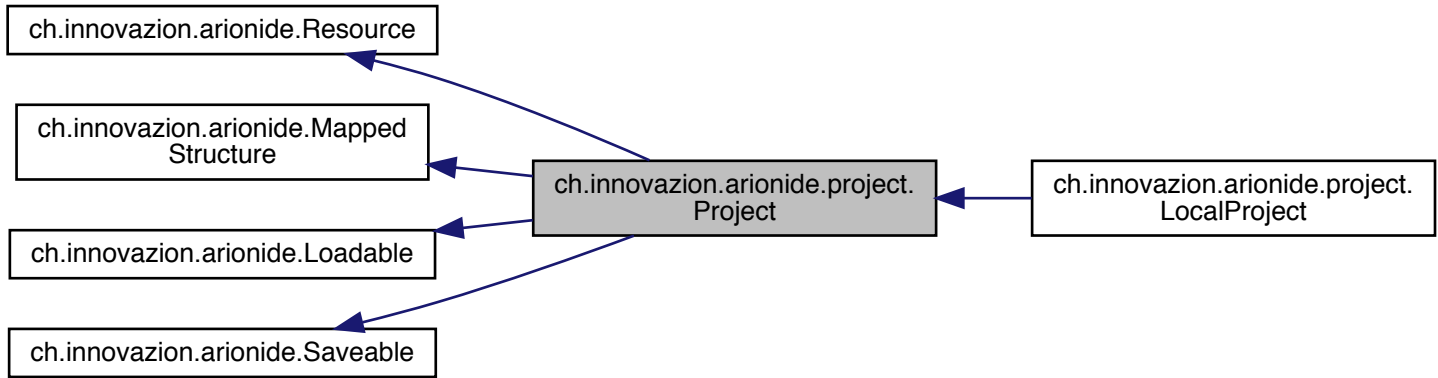 ch.innovazion.arionide.Resource
ch.innovazion.arionide.Mapped
Structure
ch.innovazion.arionide.Loadable
ch.innovazion.arionide.Saveable
ch.innovazion.arionide.project.
Project
ch.innovazion.arionide.project.
LocalProject